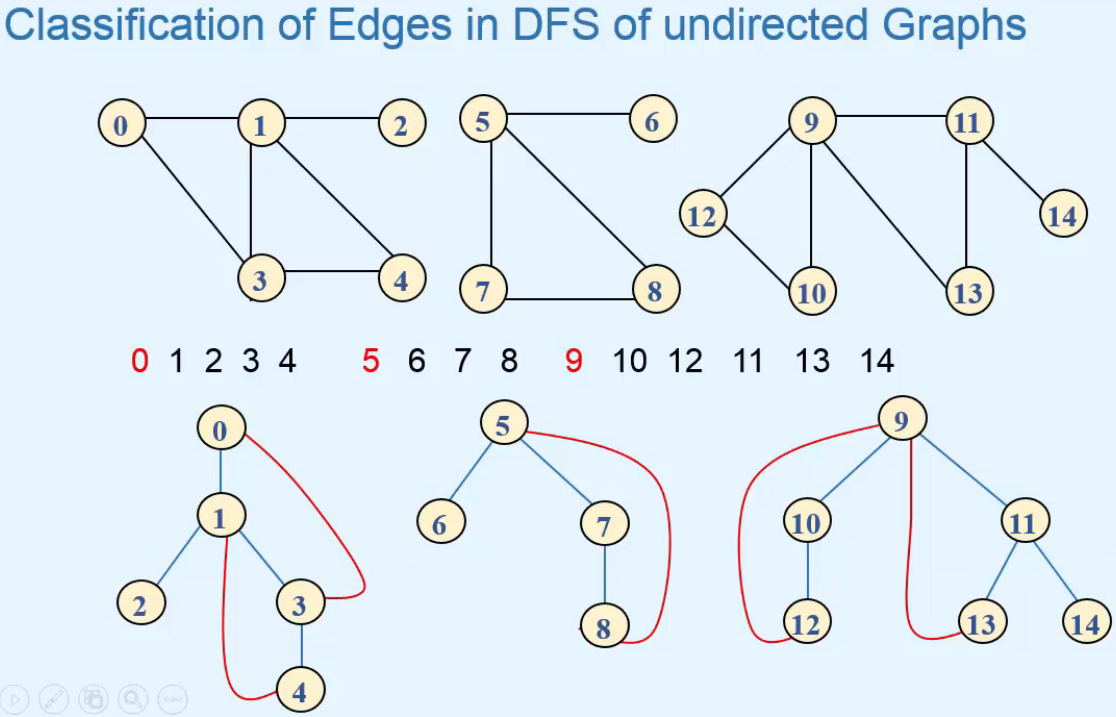 Classification of Edges in DFS of undirected Graphs
0 1 2 5 6 9 11
12 14
3 4 7 8 10 13
0 1 2 3 4 5 6 7 8 9 10 12 11 13 14
0 5 9
1 6 7 10 11
2 3 8 12 13 14
4